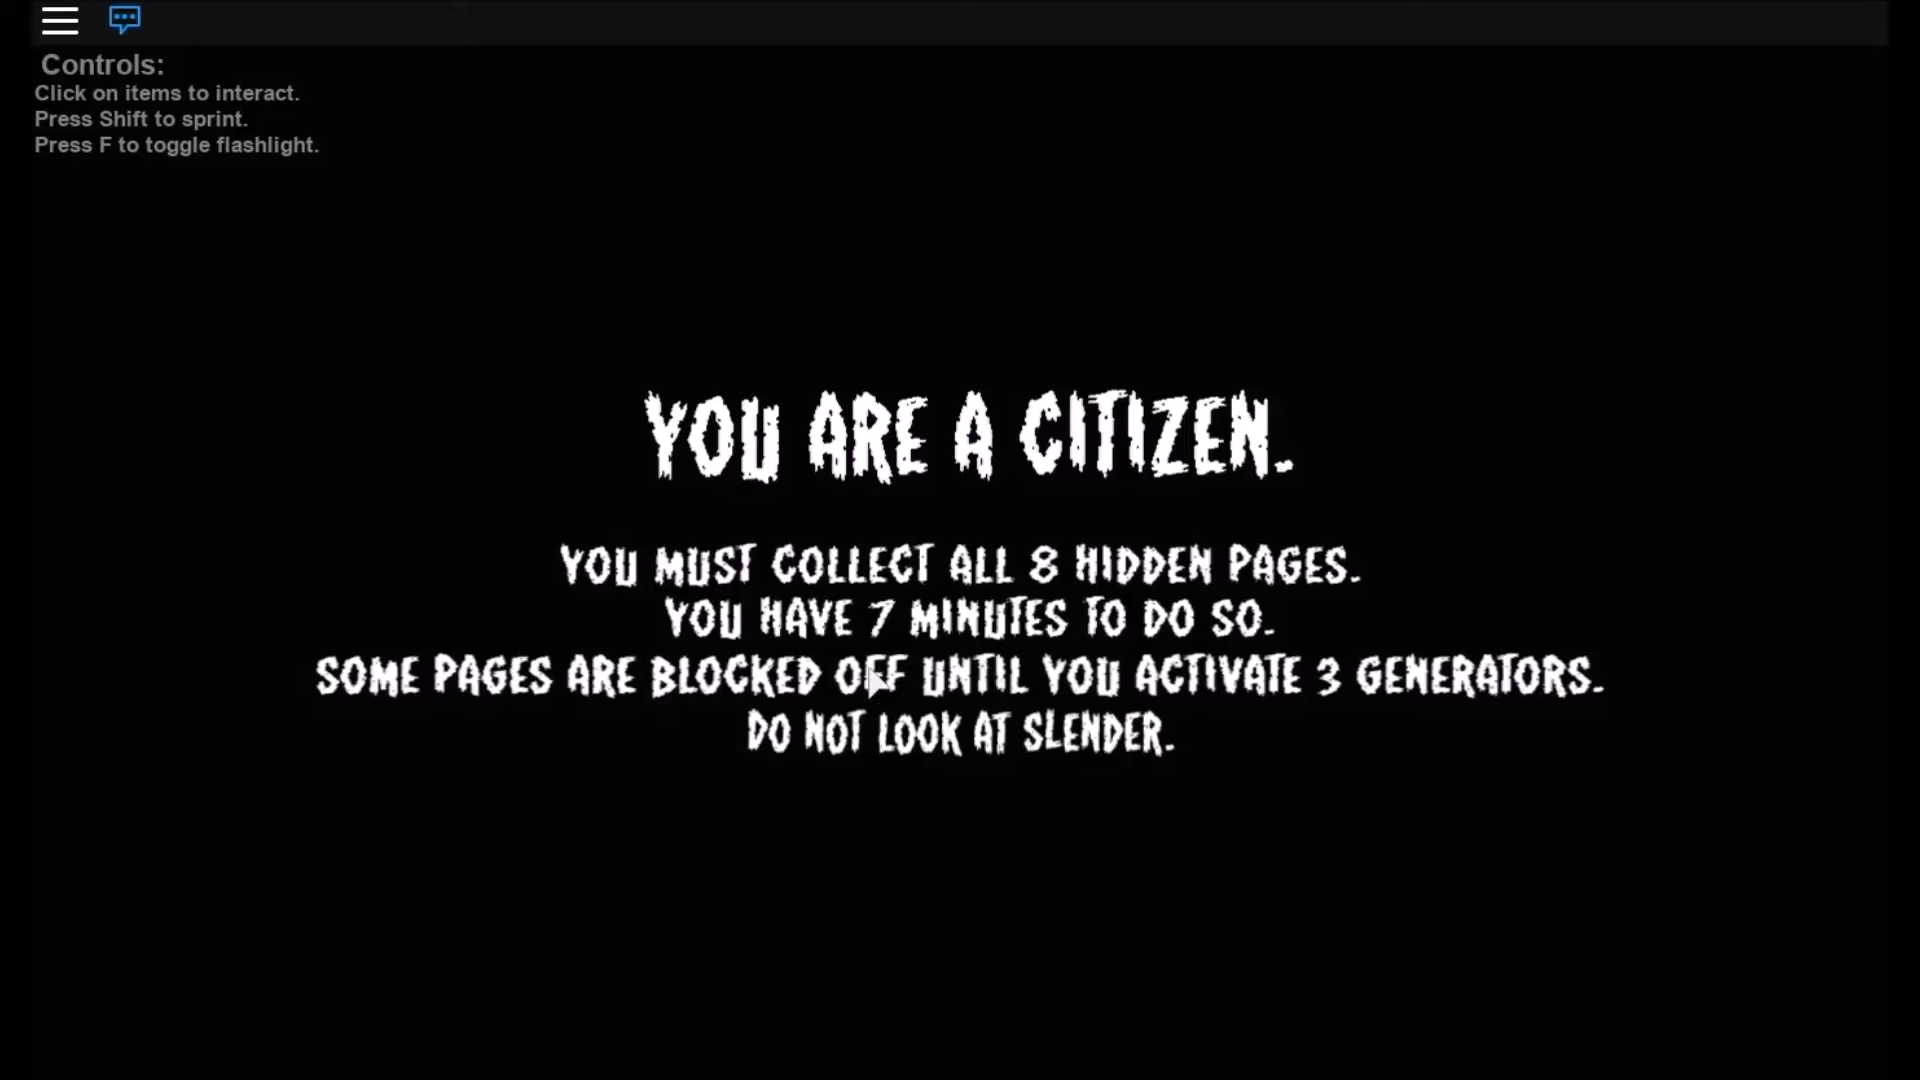 Controls:
Click on items to interact.
Press Shift to sprint.
Press F to toggle flashlight.
YOU ARE A CITIZEN.
YOU MUST COLLECT ALL 8 HIDDEN PAGES.
YOU HAVE 7 MINUTES TO DO SO.
SOME PAGES ARE BLOCKED OFF UNTIL YOU ACTIVATE 3 GENERATORS.
DO NOT LOOK AT SLENDER.